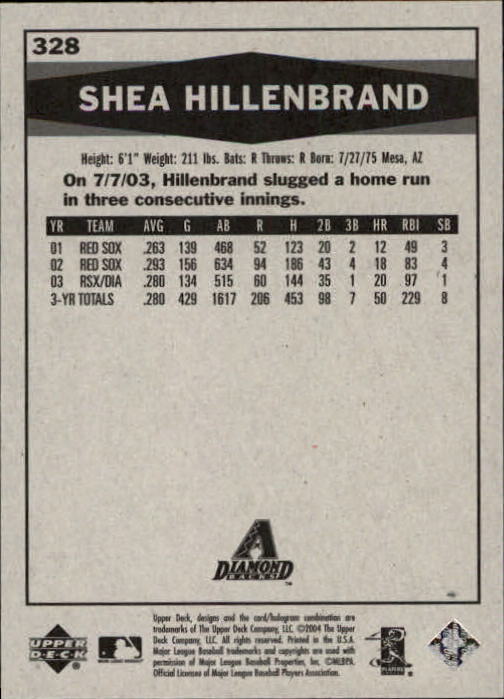 328
SHEA HILLENBRAND
Height: 6'1" Weight: 211 lbs. Bats: R Throws: R Born: 7/27/75 Mesa, AZ
On 7/7/03, Hillenbrand slugged a home run
in three consecutive innings.
YR TEAM AVG G AB R H 2B 3B HR RBI SB
01 RED SOX .263 139 468 52 123 20 2 12 49 3
02 RED SOX .293 156 634 94 186 43 4 18 83 4
03 RSX/DIA .280 134 515 60 144 35 1 20 97 1
3-YR TOTALS .280 429 1617 206 453 98 7 50 229 8
A
DIAMOND
BACKS
™
Upper Deck, designs and the card/hologram combination are
trademarks of The Upper Deck Company, LLC. ©2004 The Upper
Deck Company, LLC. All rights reserved. Printed in the U.S.A.
Major League Baseball trademarks and copyrights are used with
permission of Major League Baseball Properties, Inc. ©MLBPA.
Official Licensee of Major League Baseball Players Association.
UPPER
DECK
PLAYERS